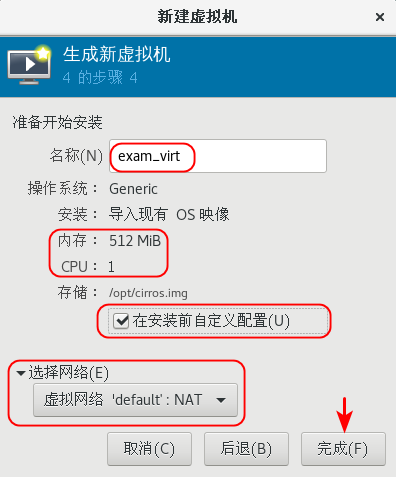 新建虚拟机
生成新虚拟机
4 的步骤 4
准备开始安装
名称(N) exam_virt
操作系统： Generic
安装： 导入现有 OS 映像
内存： 512 MiB
CPU： 1
存储： /opt/cirros.img
在安装前自定义配置(U)
选择网络(E)
虚拟网络 'default' : NAT
取消(C) 后退(B) 完成(F)